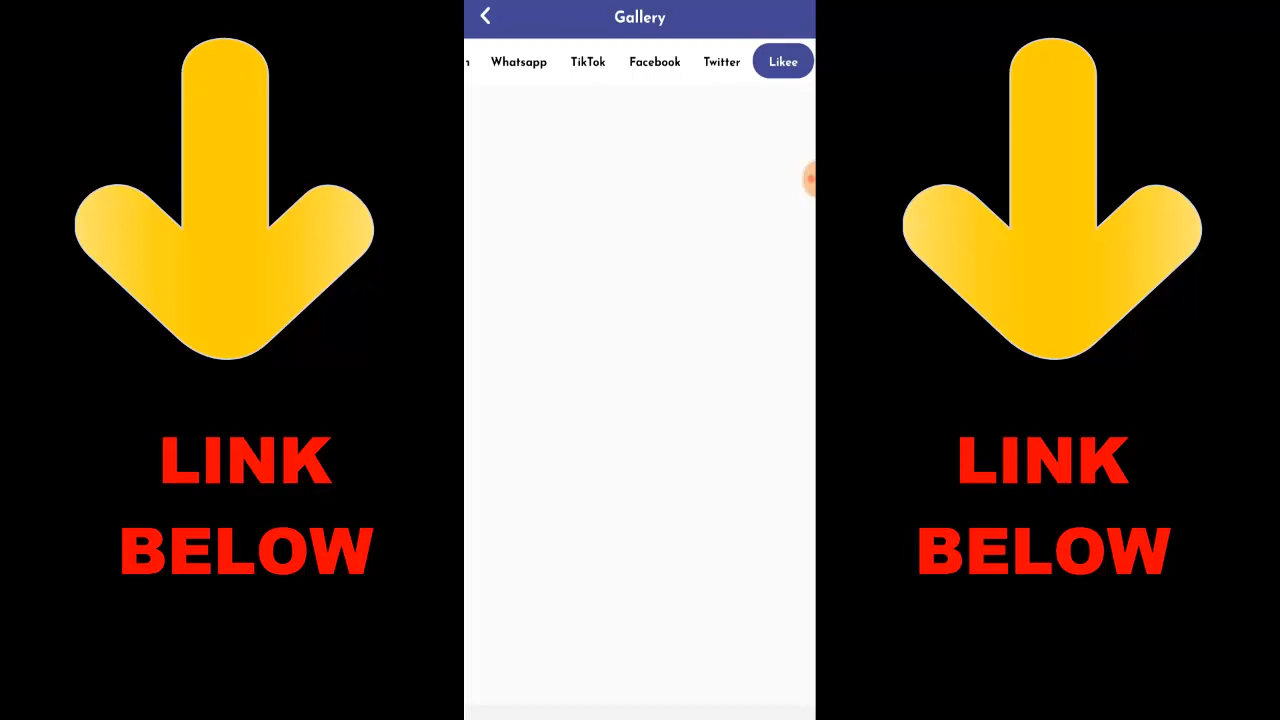 Gallery
n Whatsapp TikTok Facebook Twitter Likee
LINK
BELOW
LINK
BELOW